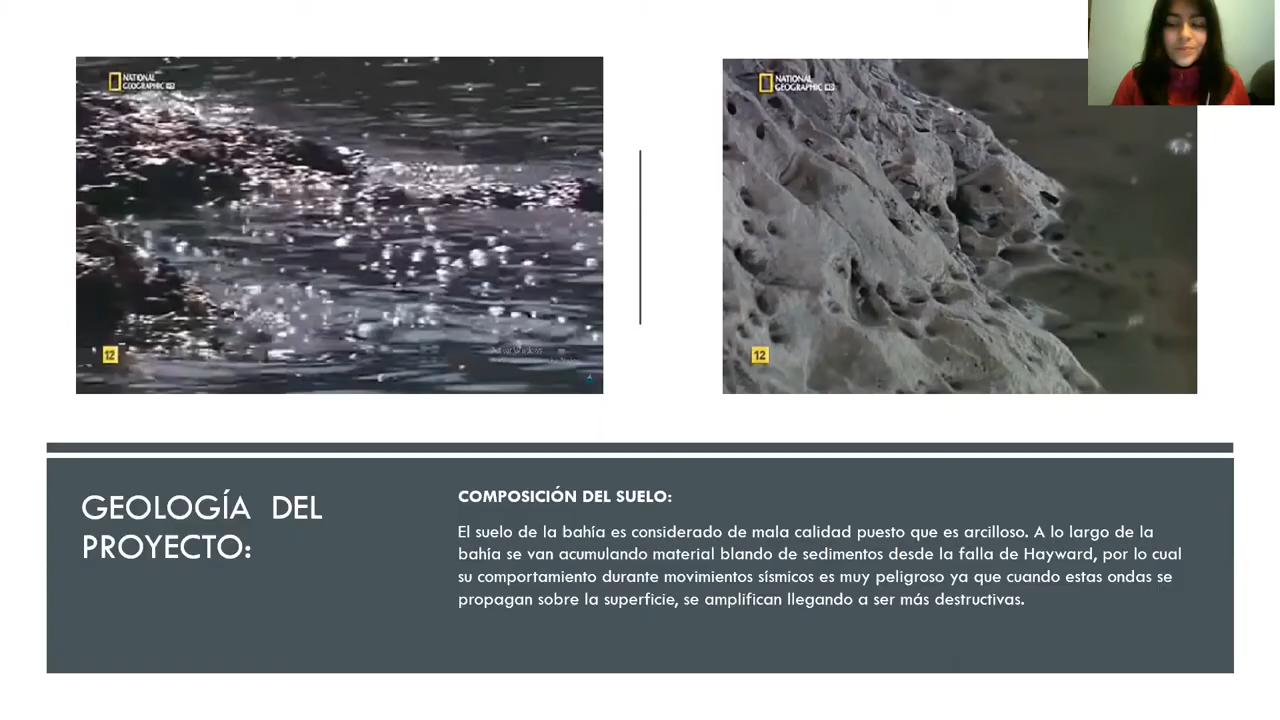 NATIONAL
GEOGRAPHIC HD
12
NATIONAL
GEOGRAPHIC HD
12
GEOLOGÍA DEL
PROYECTO:
COMPOSICIÓN DEL SUELO:
El suelo de la bahía es considerado de mala calidad puesto que es arcilloso. A lo largo de la
bahía se van acumulando material blando de sedimentos desde la falla de Hayward, por lo cual
su comportamiento durante movimientos sísmicos es muy peligroso ya que cuando estas ondas se
propagan sobre la superficie, se amplifican llegando a ser más destructivas.